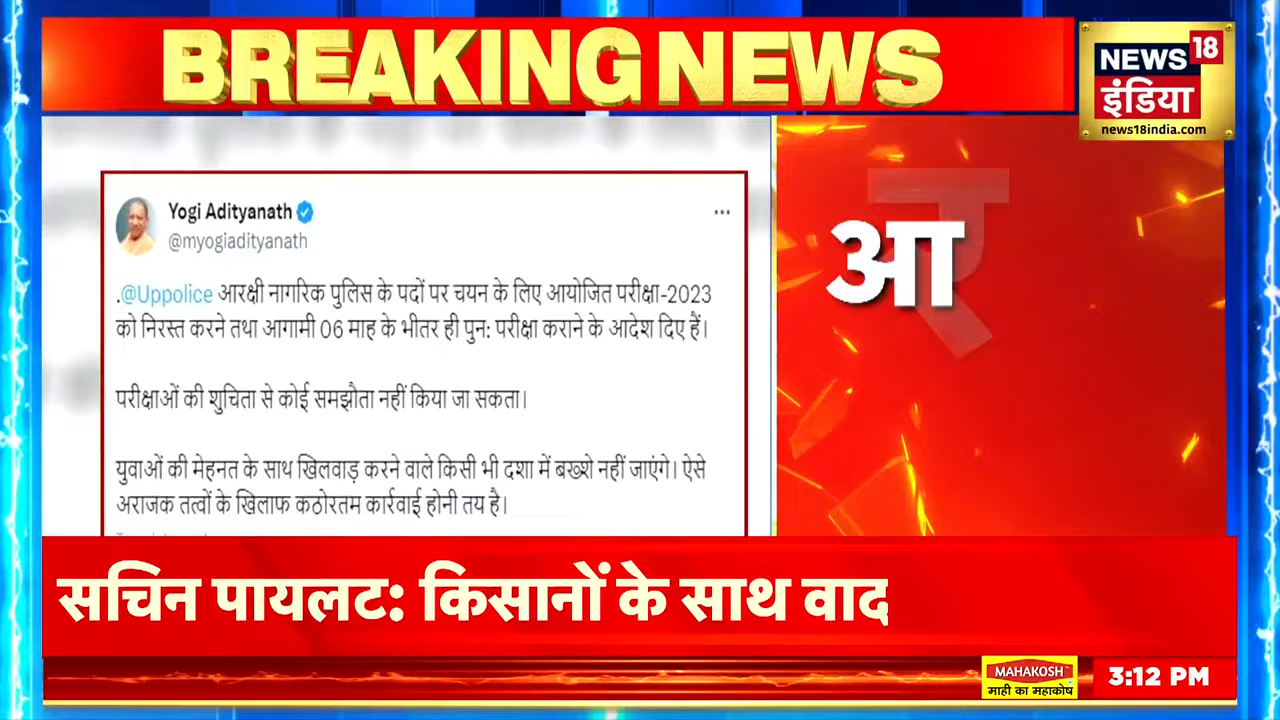 BREAKING NEWS
NEWS 18
इंडिया
news18india.com
Yogi Adityanath
@myogiadityanath
.@Uppolice आरक्षी नागरिक पुलिस के पदों पर चयन के लिए आयोजित परीक्षा-2023
को निरस्त करने तथा आगामी 06 माह के भीतर ही पुन: परीक्षा कराने के आदेश दिए हैं।
परीक्षाओं की शुचिता से कोई समझौता नहीं किया जा सकता।
युवाओं की मेहनत के साथ खिलवाड़ करने वाले किसी भी दशा में बख्शे नहीं जाएंगे। ऐसे
अराजक तत्वों के खिलाफ कठोरतम कार्रवाई होनी तय है।
आर
सचिन पायलट: किसानों के साथ वाद
MAHAKOSH
माही का महाकोष
3:12 PM